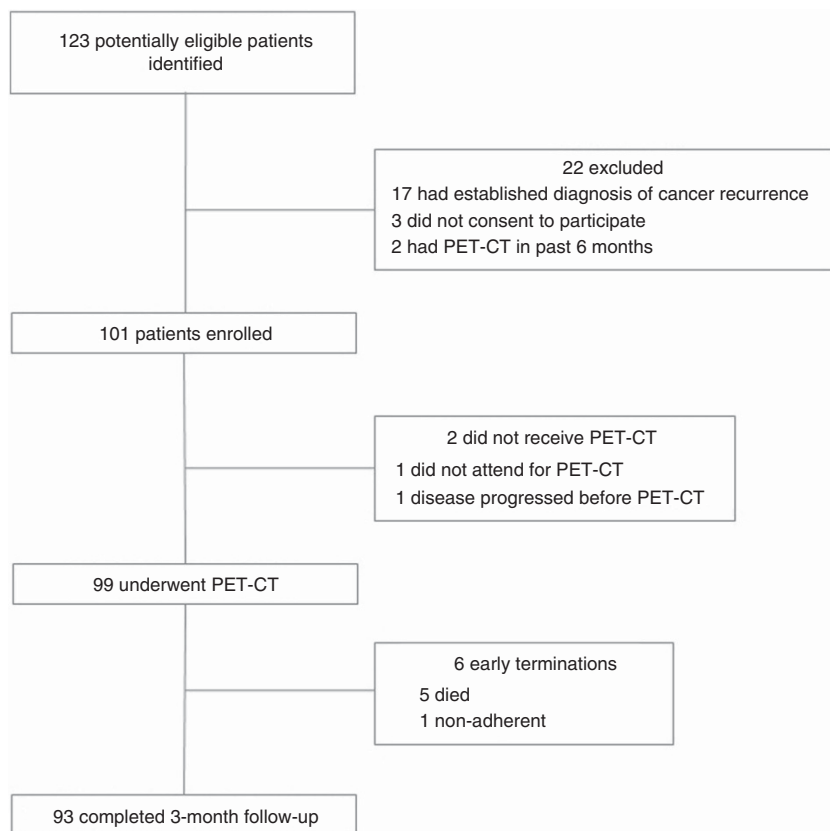 123 potentially eligible patients
identified
22 excluded
17 had established diagnosis of cancer recurrence
3 did not consent to participate
2 had PET-CT in past 6 months
101 patients enrolled
2 did not receive PET-CT
1 did not attend for PET-CT
1 disease progressed before PET-CT
99 underwent PET-CT
6 early terminations
5 died
1 non-adherent
93 completed 3-month follow-up